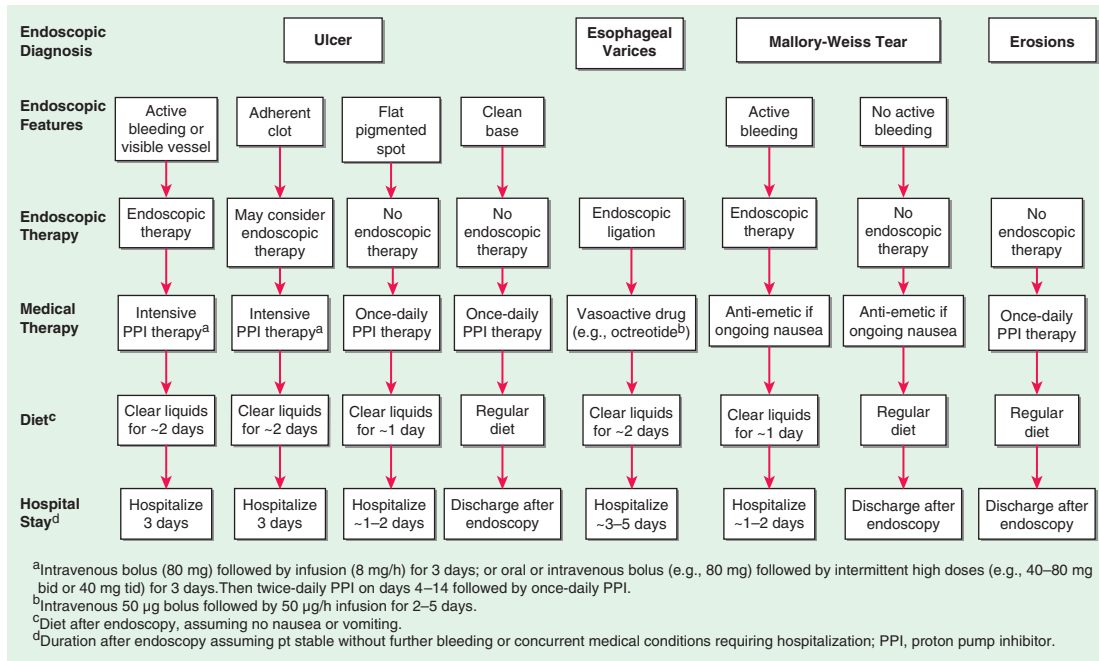 Endoscopic
Diagnosis
Ulcer
Esophageal
Varices
Mallory-Weiss Tear
Erosions
Endoscopic
Features
Active
bleeding or
visible vessel
Adherent
clot
Flat
pigmented
spot
Clean
base
Active
bleeding
No active
bleeding
Endoscopic
Therapy
Endoscopic
therapy
May consider
endoscopic
therapy
No
endoscopic
therapy
No
endoscopic
therapy
Endoscopic
ligation
Endoscopic
therapy
No
endoscopic
therapy
No
endoscopic
therapy
Medical
Therapy
Intensive
PPI therapyᵃ
Intensive
PPI therapyᵃ
Once-daily
PPI therapy
Once-daily
PPI therapy
Vasoactive drug
(e.g., octreotideᵇ)
Anti-emetic if
ongoing nausea
Anti-emetic if
ongoing nausea
Once-daily
PPI therapy
Dietᶜ
Clear liquids
for ~2 days
Clear liquids
for ~2 days
Clear liquids
for ~1 day
Regular
diet
Clear liquids
for ~2 days
Clear liquids
for ~1 day
Regular
diet
Regular
diet
Hospital
Stayᵈ
Hospitalize
3 days
Hospitalize
3 days
Hospitalize
~1–2 days
Discharge after
endoscopy
Hospitalize
~3–5 days
Hospitalize
~1–2 days
Discharge after
endoscopy
Discharge after
endoscopy
ᵃIntravenous bolus (80 mg) followed by infusion (8 mg/h) for 3 days; or oral or intravenous bolus (e.g., 80 mg) followed by intermittent high doses (e.g., 40–80 mg
bid or 40 mg tid) for 3 days.Then twice-daily PPI on days 4–14 followed by once-daily PPI.
ᵇIntravenous 50 μg bolus followed by 50 μg/h infusion for 2–5 days.
ᶜDiet after endoscopy, assuming no nausea or vomiting.
ᵈDuration after endoscopy assuming pt stable without further bleeding or concurrent medical conditions requiring hospitalization; PPI, proton pump inhibitor.